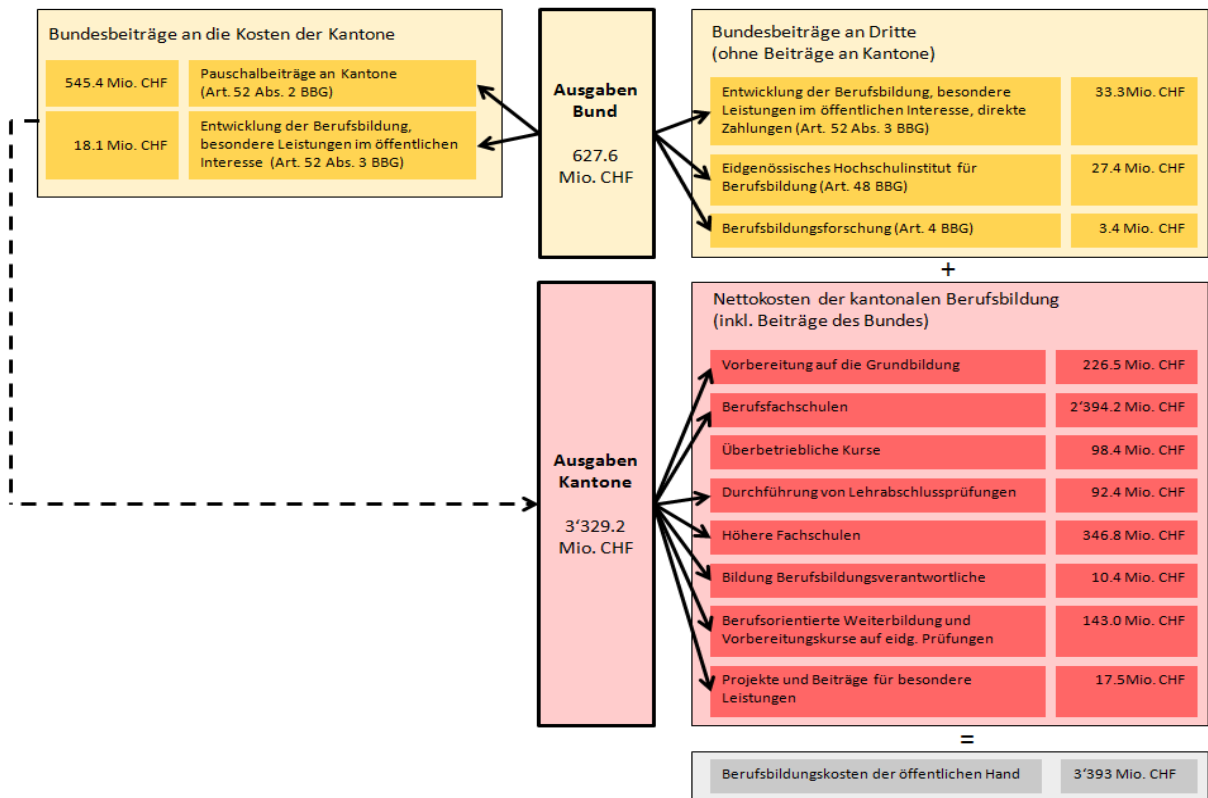 Bundesbeiträge an die Kosten der Kantone
545.4 Mio. CHF
Pauschalbeiträge an Kantone
(Art. 52 Abs. 2 BBG)
18.1 Mio. CHF
Entwicklung der Berufsbildung,
besondere Leistungen im öffentlichen
Interesse (Art. 52 Abs. 3 BBG)
Ausgaben
Bund
627.6
Mio. CHF
Bundesbeiträge an Dritte
(ohne Beiträge an Kantone)
Entwicklung der Berufsbildung, besondere
Leistungen im öffentlichen Interesse, direkte
Zahlungen (Art. 52 Abs. 3 BBG)
33.3Mio. CHF
Eidgenössisches Hochschulinstitut für
Berufsbildung (Art. 48 BBG)
27.4 Mio. CHF
Berufsbildungsforschung (Art. 4 BBG)
3.4 Mio. CHF
+
Ausgaben
Kantone
3‘329.2
Mio. CHF
Nettokosten der kantonalen Berufsbildung
(inkl. Beiträge des Bundes)
Vorbereitung auf die Grundbildung
226.5 Mio. CHF
Berufsfachschulen
2‘394.2 Mio. CHF
Überbetriebliche Kurse
98.4 Mio. CHF
Durchführung von Lehrabschlussprüfungen
92.4 Mio. CHF
Höhere Fachschulen
346.8 Mio. CHF
Bildung Berufsbildungsverantwortliche
10.4 Mio. CHF
Berufsorientierte Weiterbildung und
Vorbereitungskurse auf eidg. Prüfungen
143.0 Mio. CHF
Projekte und Beiträge für besondere
Leistungen
17.5Mio. CHF
=
Berufsbildungskosten der öffentlichen Hand
3‘393 Mio. CHF